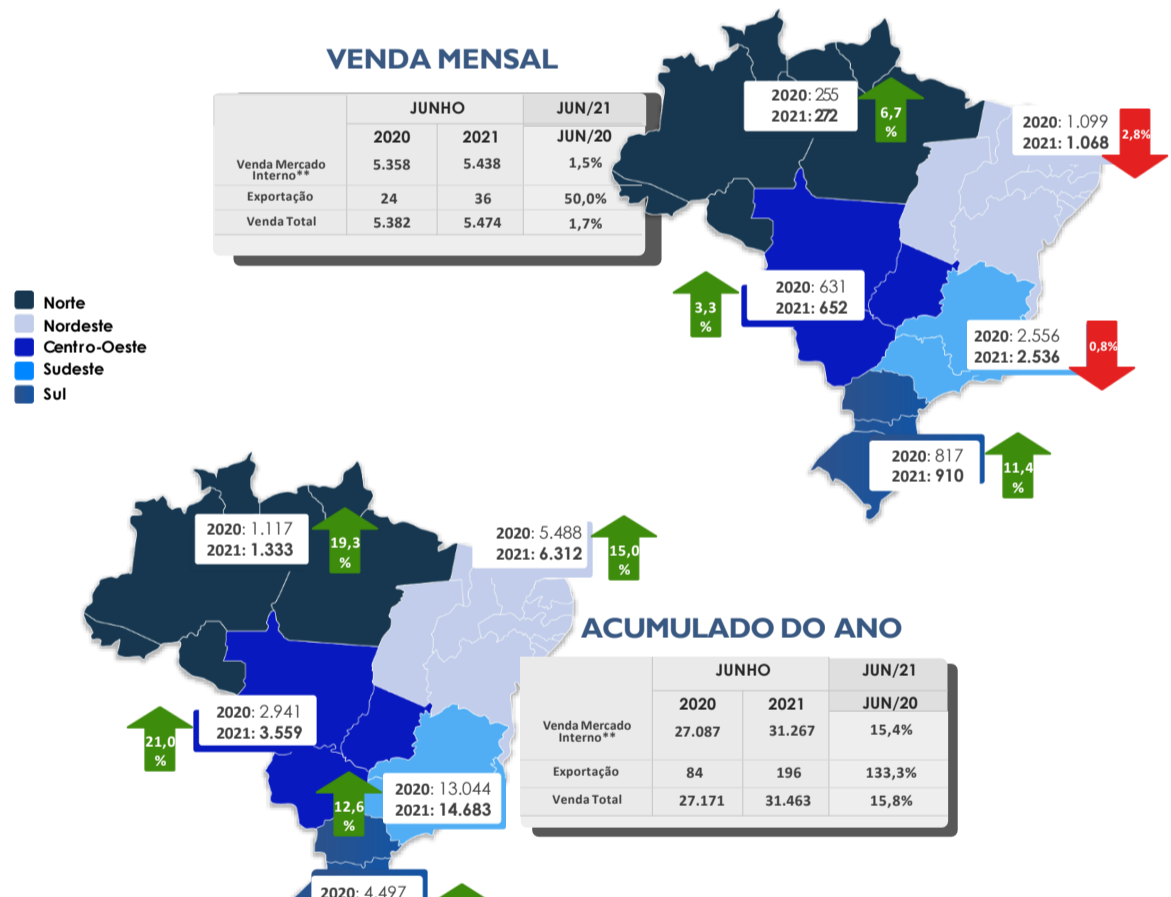 VENDA MENSAL
JUNHO JUN/21
2020 2021 JUN/20
Venda Mercado
Interno** 5.358 5.438 1,5%
Exportação 24 36 50,0%
Venda Total 5.382 5.474 1,7%
2020: 255
2021: 272
6,7
%
2020: 1.099
2021: 1.068
2,8%
2020: 631
2021: 652
3,3
%
2020: 2.556
2021: 2.536
0,8%
2020: 817
2021: 910
11,4
%
Norte
Nordeste
Centro-Oeste
Sudeste
Sul
2020: 1.117
2021: 1.333
19,3
%
2020: 5.488
2021: 6.312
15,0
%
ACUMULADO DO ANO
JUNHO JUN/21
2020 2021 JUN/20
Venda Mercado
Interno** 27.087 31.267 15,4%
Exportação 84 196 133,3%
Venda Total 27.171 31.463 15,8%
2020: 2.941
2021: 3.559
21,0
%
2020: 13.044
2021: 14.683
12,6
%
2020: 4.497